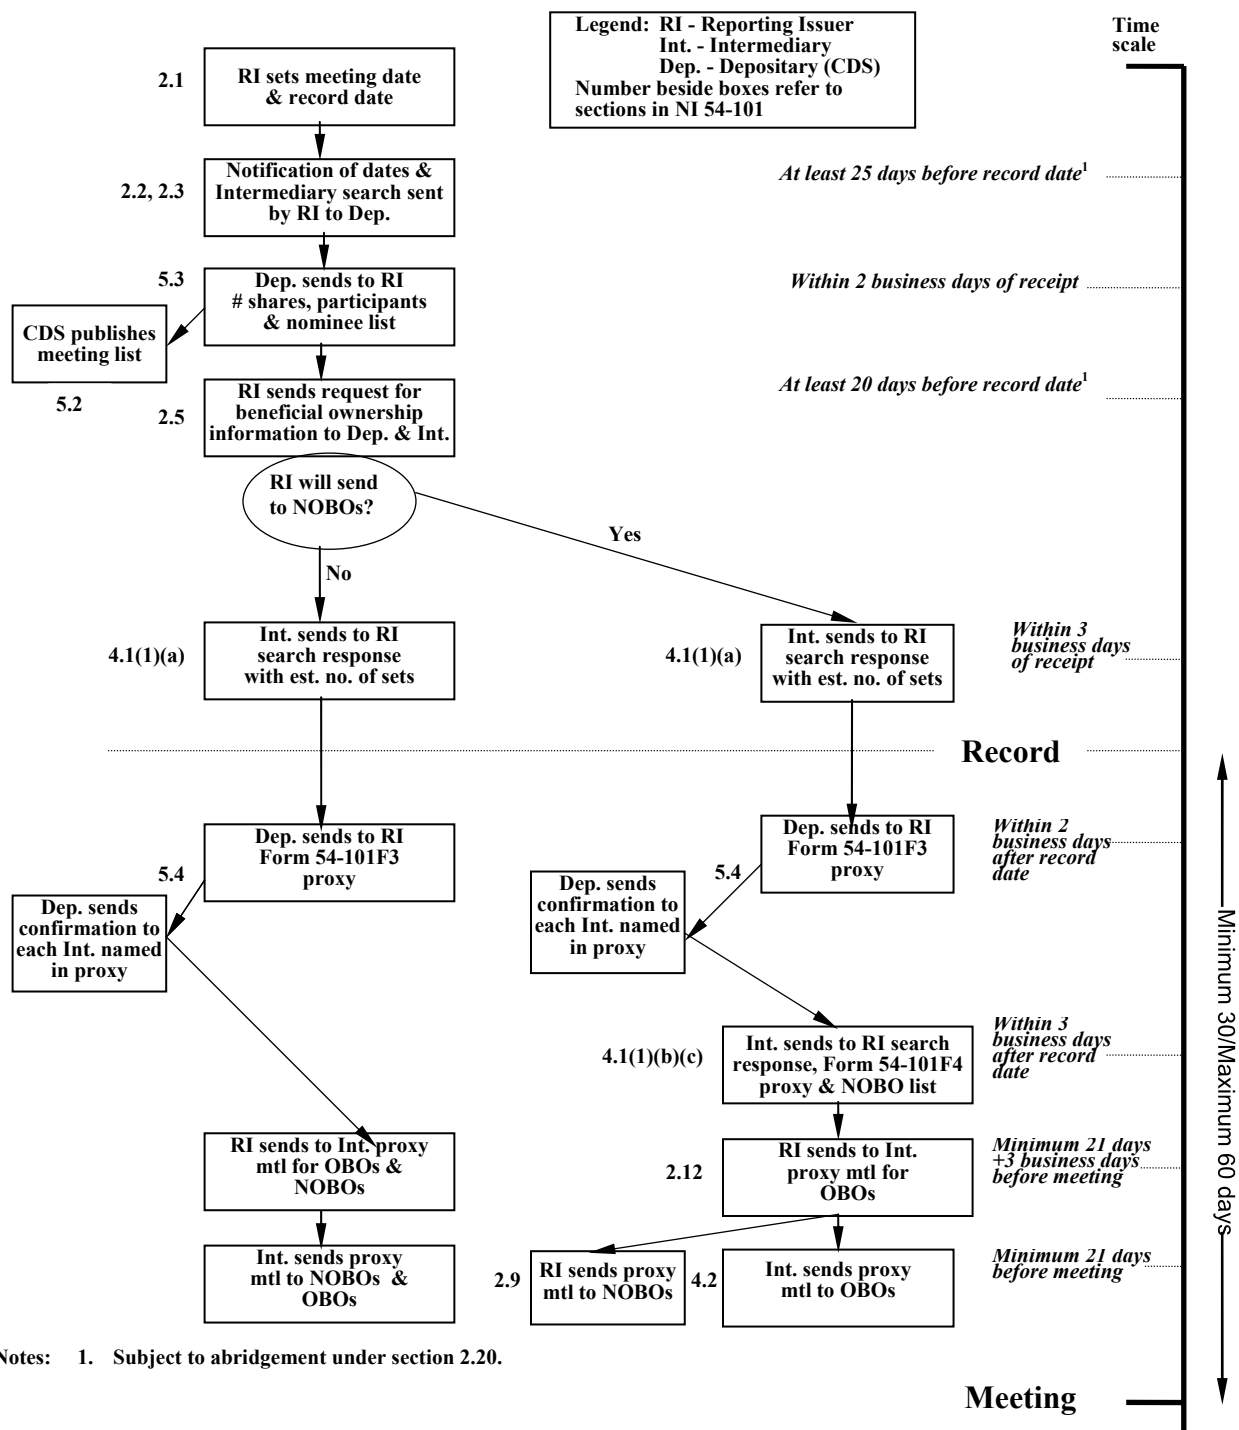 Legend: RI - Reporting Issuer
Int. - Intermediary
Dep. - Depositary (CDS)
Number beside boxes refer to
sections in NI 54-101
Time
scale
2.1
RI sets meeting date
& record date
2.2, 2.3
Notification of dates &
Intermediary search sent
by RI to Dep.
At least 25 days before record date1
5.3
Dep. sends to RI
# shares, participants
& nominee list
Within 2 business days of receipt
CDS publishes
meeting list
5.2
2.5
RI sends request for
beneficial ownership
information to Dep. & Int.
At least 20 days before record date1
RI will send
to NOBOs?
Yes
No
4.1(1)(a)
Int. sends to RI
search response
with est. no. of sets
4.1(1)(a)
Int. sends to RI
search response
with est. no. of sets
Within 3
business days
of receipt
Record
Dep. sends to RI
Form 54-101F3
proxy
5.4
Dep. sends
confirmation to
each Int. named
in proxy
Dep. sends to RI
Form 54-101F3
proxy
5.4
Dep. sends
confirmation to
each Int. named
in proxy
Within 2
business days
after record
date
4.1(1)(b)(c)
Int. sends to RI search
response, Form 54-101F4
proxy & NOBO list
Within 3
business days
after record
date
RI sends to Int. proxy
mtl for OBOs &
NOBOs
2.12
RI sends to Int.
proxy mtl for
OBOs
Minimum 21 days
+3 business days
before meeting
Int. sends proxy
mtl to NOBOs &
OBOs
2.9
RI sends proxy
mtl to NOBOs
4.2
Int. sends proxy
mtl to OBOs
Minimum 21 days
before meeting
Minimum 30/Maximum 60 days
Notes: 1. Subject to abridgement under section 2.20.
Meeting